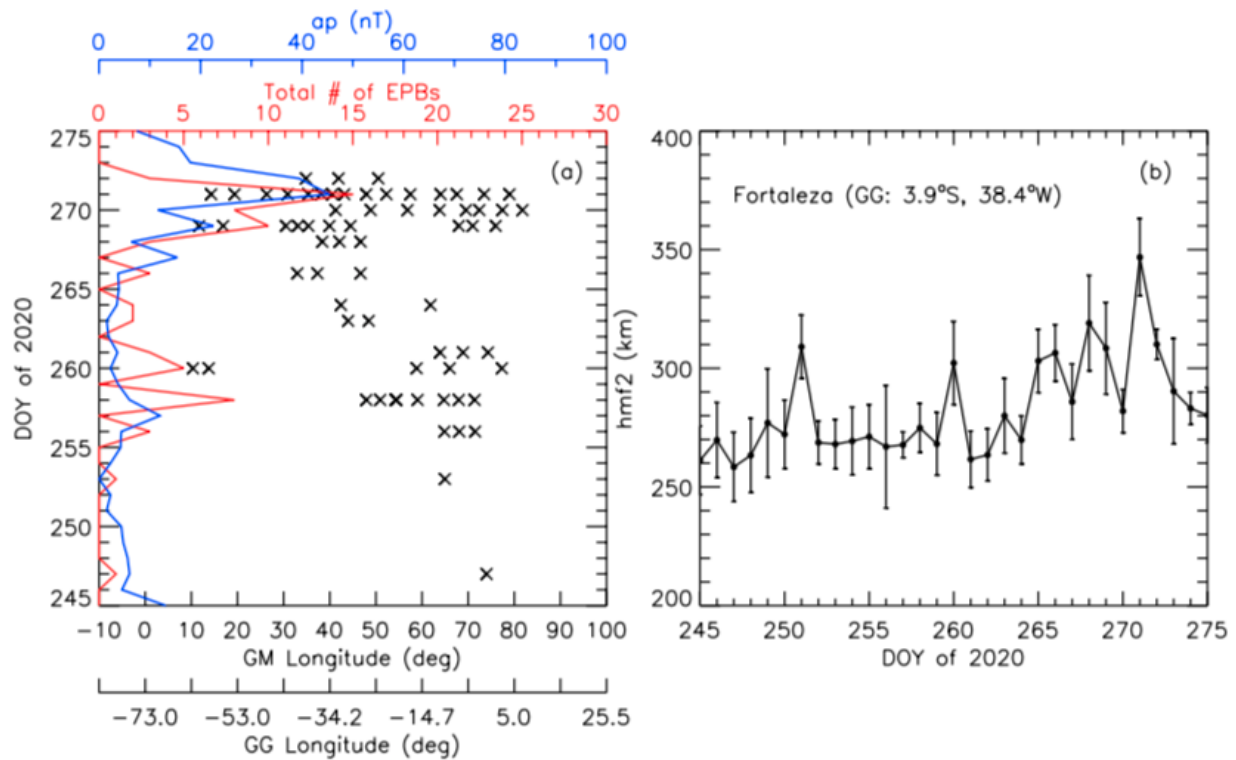 ap (nT)
0 20 40 60 80 100
Total # of EPBs
0 5 10 15 20 25 30
(a)
DOY of 2020
275
270
265
260
255
250
245
−10 0 10 20 30 40 50 60 70 80 90 100
GM Longitude (deg)
−73.0 −53.0 −34.2 −14.7 5.0 25.5
GG Longitude (deg)
(b)
Fortaleza (GG: 3.9°S, 38.4°W)
hmf2 (km)
400
350
300
250
200
245 250 255 260 265 270 275
DOY of 2020